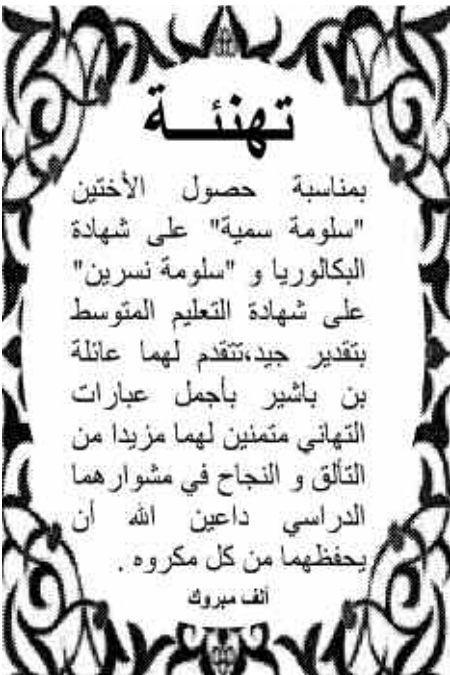 تهنئــة
بمناسبة حصول الأختين
"سلومة سمية" على شهادة
البكالوريا و "سلومة نسرين"
على شهادة التعليم المتوسط
بتقدير جيد،تتقدم لهما عائلة
بن باشير بأجمل عبارات
التهاني متمنين لهما مزيدا من
التألق و النجاح في مشوارهما
الدراسي داعين الله أن
يحفظهما من كل مكروه .
ألف مبروك